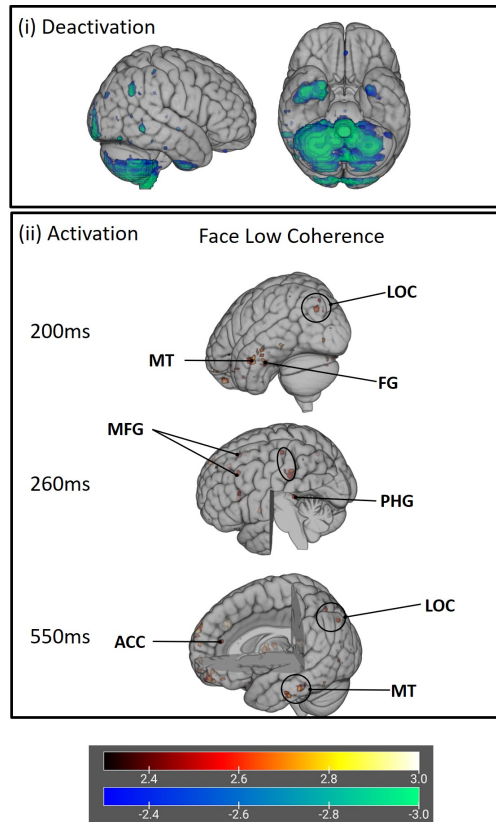 (i) Deactivation
(ii) Activation
Face Low Coherence
200ms
LOC
MT
FG
MFG
260ms
PHG
550ms
ACC
LOC
MT
2.4 2.6 2.8 3.0
-2.4 -2.6 -2.8 -3.0